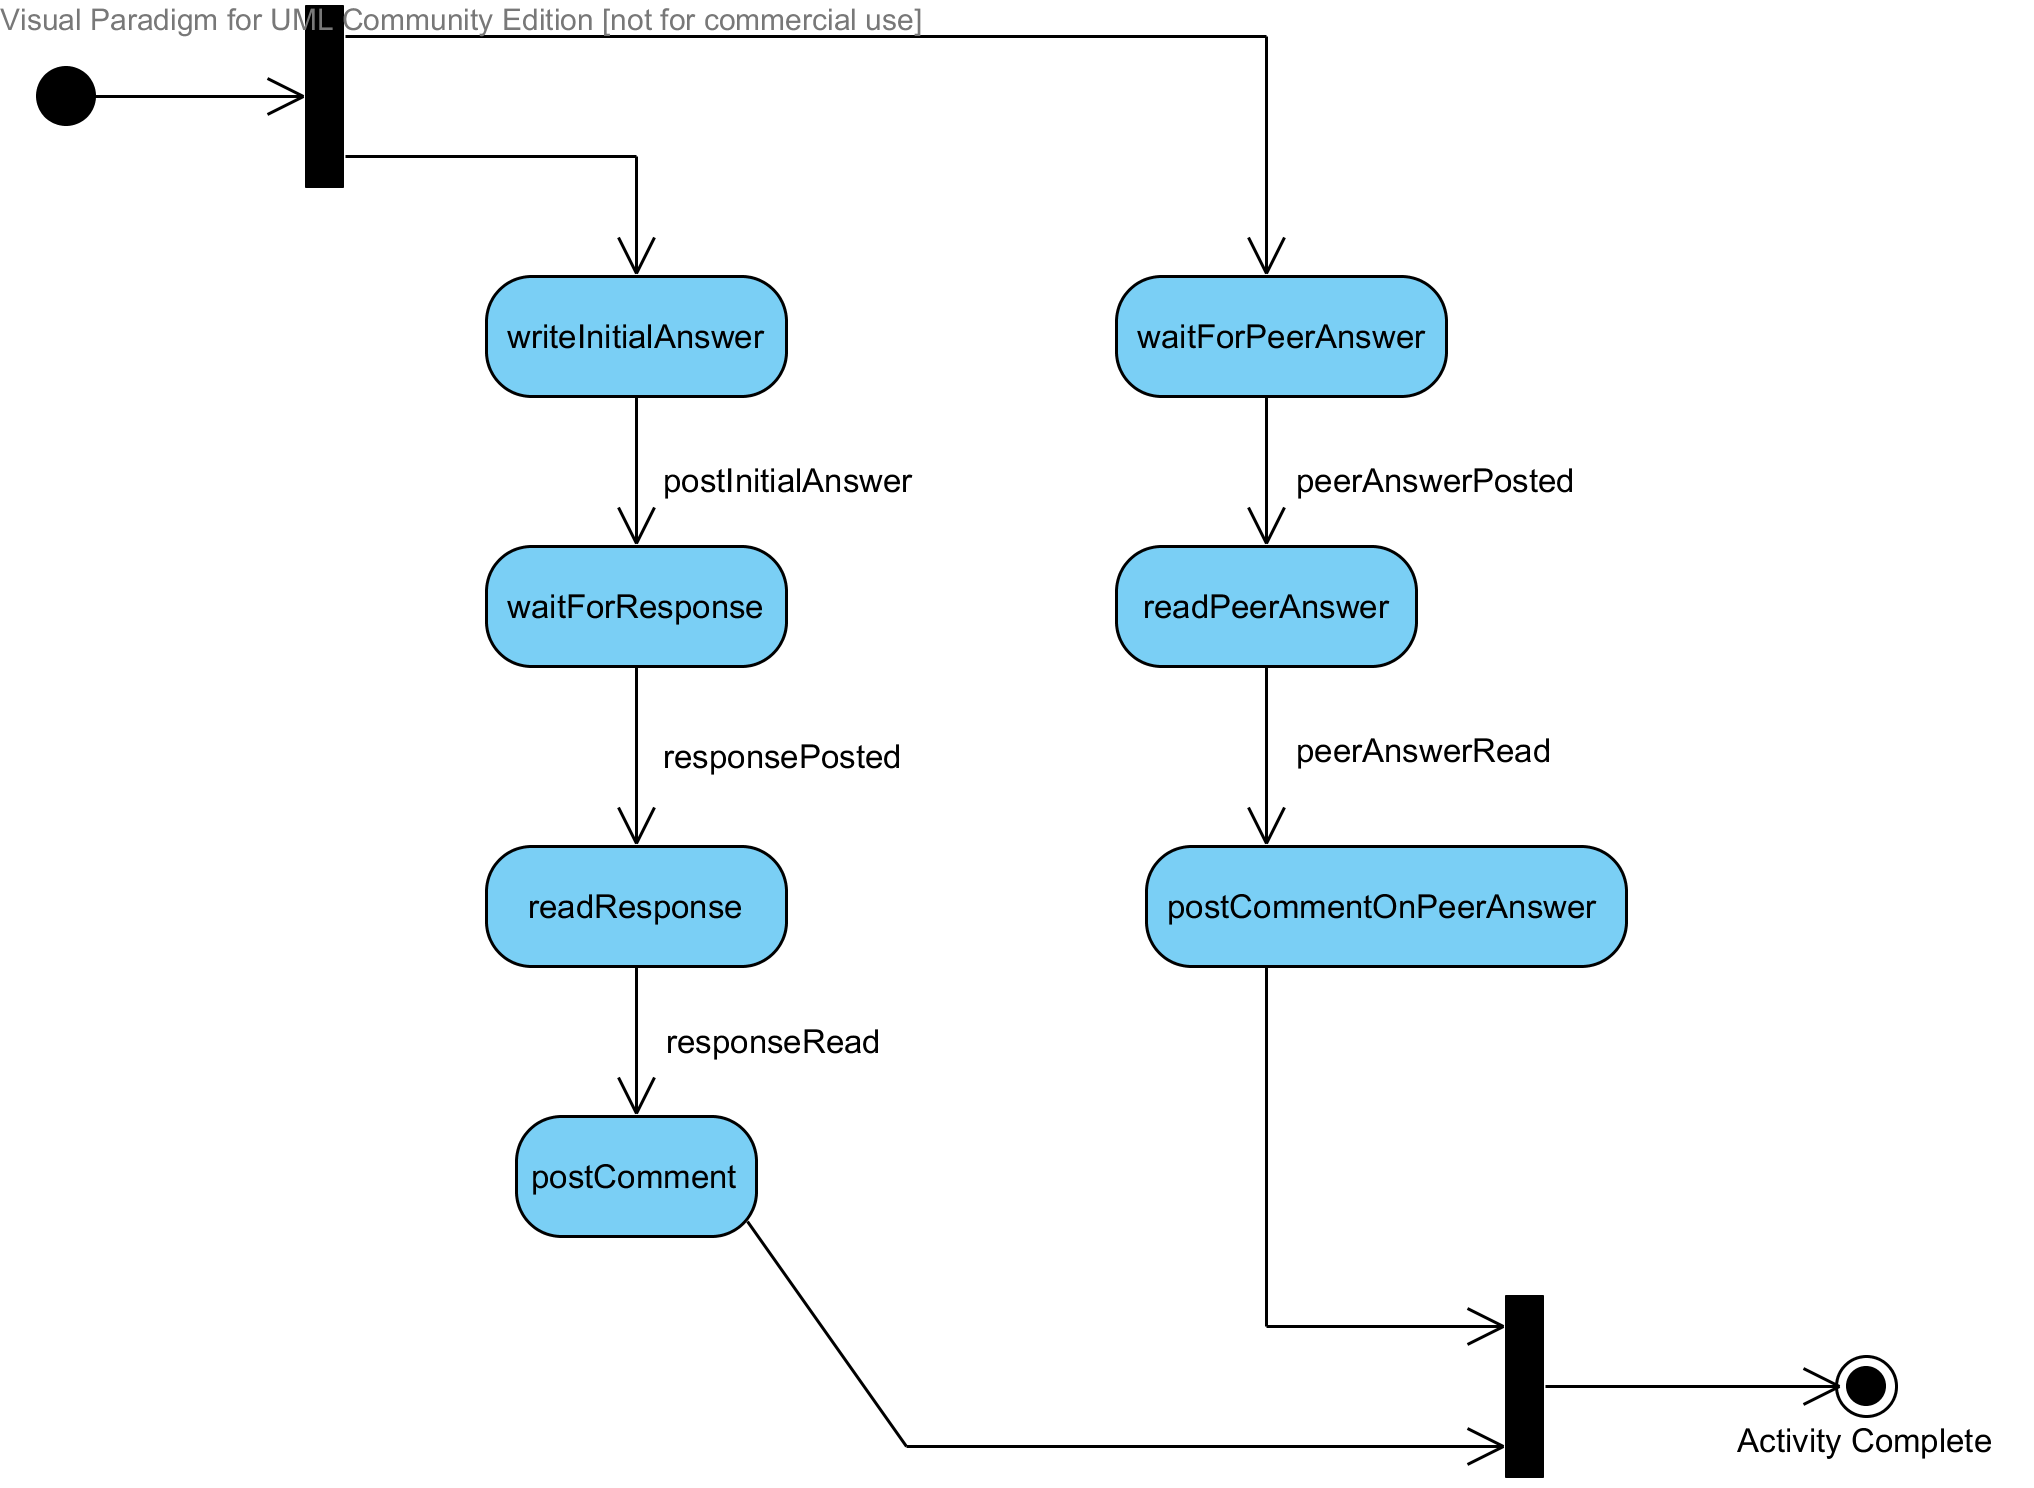 Visual Paradigm for UML Community Edition [not for commercial use]
writeInitialAnswer
waitForPeerAnswer
postInitialAnswer
peerAnswerPosted
waitForResponse
readPeerAnswer
responsePosted
peerAnswerRead
readResponse
postCommentOnPeerAnswer
responseRead
postComment
Activity Complete